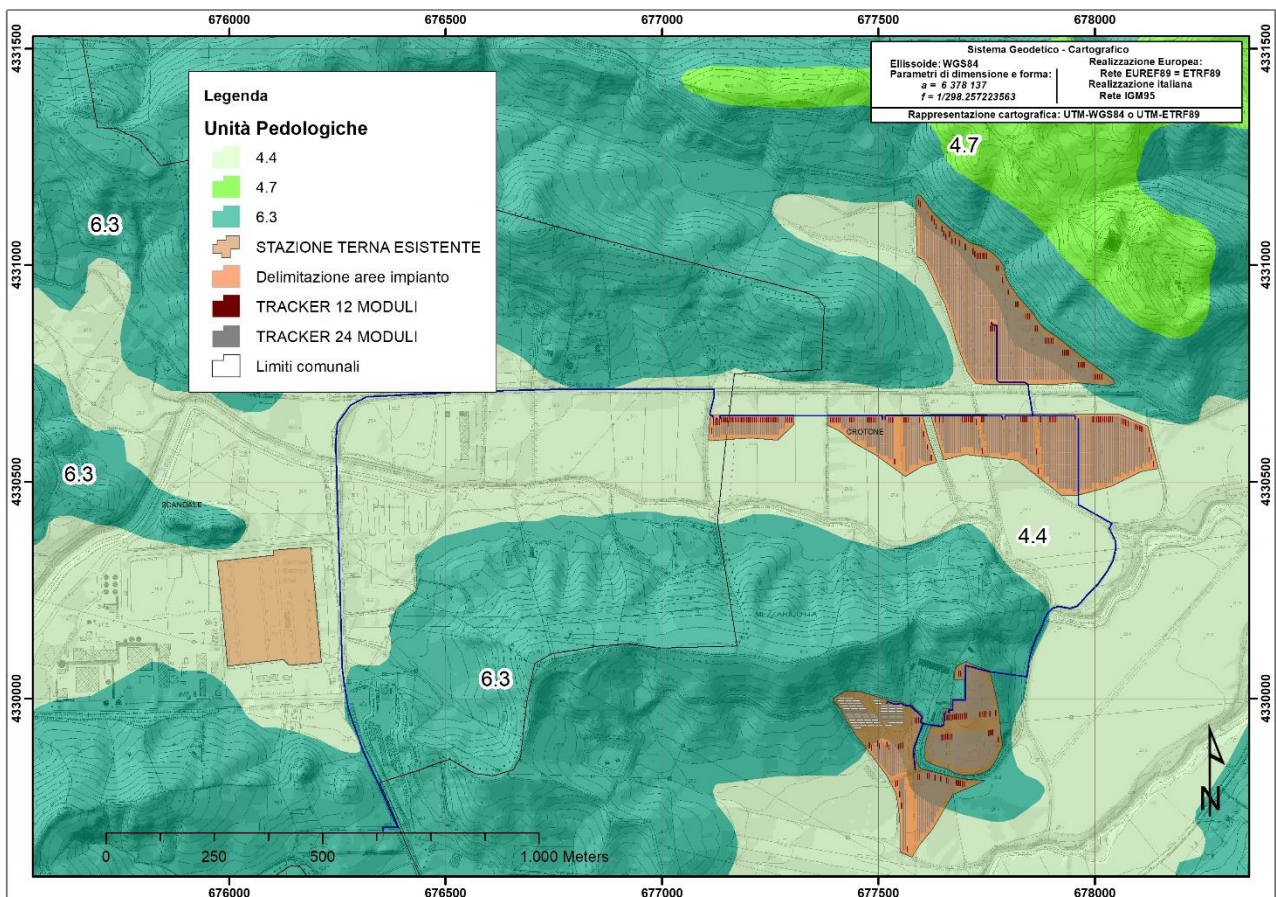 676000 676500 677000 677500 678000
4331500 4331500
Sistema Geodetico - Cartografico
Ellissoide: WGS84
Parametri di dimensione e forma:
a = 6 378 137
f = 1/298.257223563
Realizzazione Europea:
Rete EUREF89 = ETRF89
Realizzazione italiana
Rete IGM95
Rappresentazione cartografica: UTM-WGS84 o UTM-ETRF89
Legenda
Unità Pedologiche
4.4
4.7
6.3
STAZIONE TERNA ESISTENTE
Delimitazione aree impianto
TRACKER 12 MODULI
TRACKER 24 MODULI
Limiti comunali
4.7
6.3
4331000 4331000
CROTONE
6.3
4330500 4330500
SCANDALE
4.4
6.3
4330000 4330000
N
0 250 500 1.000 Meters
676000 676500 677000 677500 678000